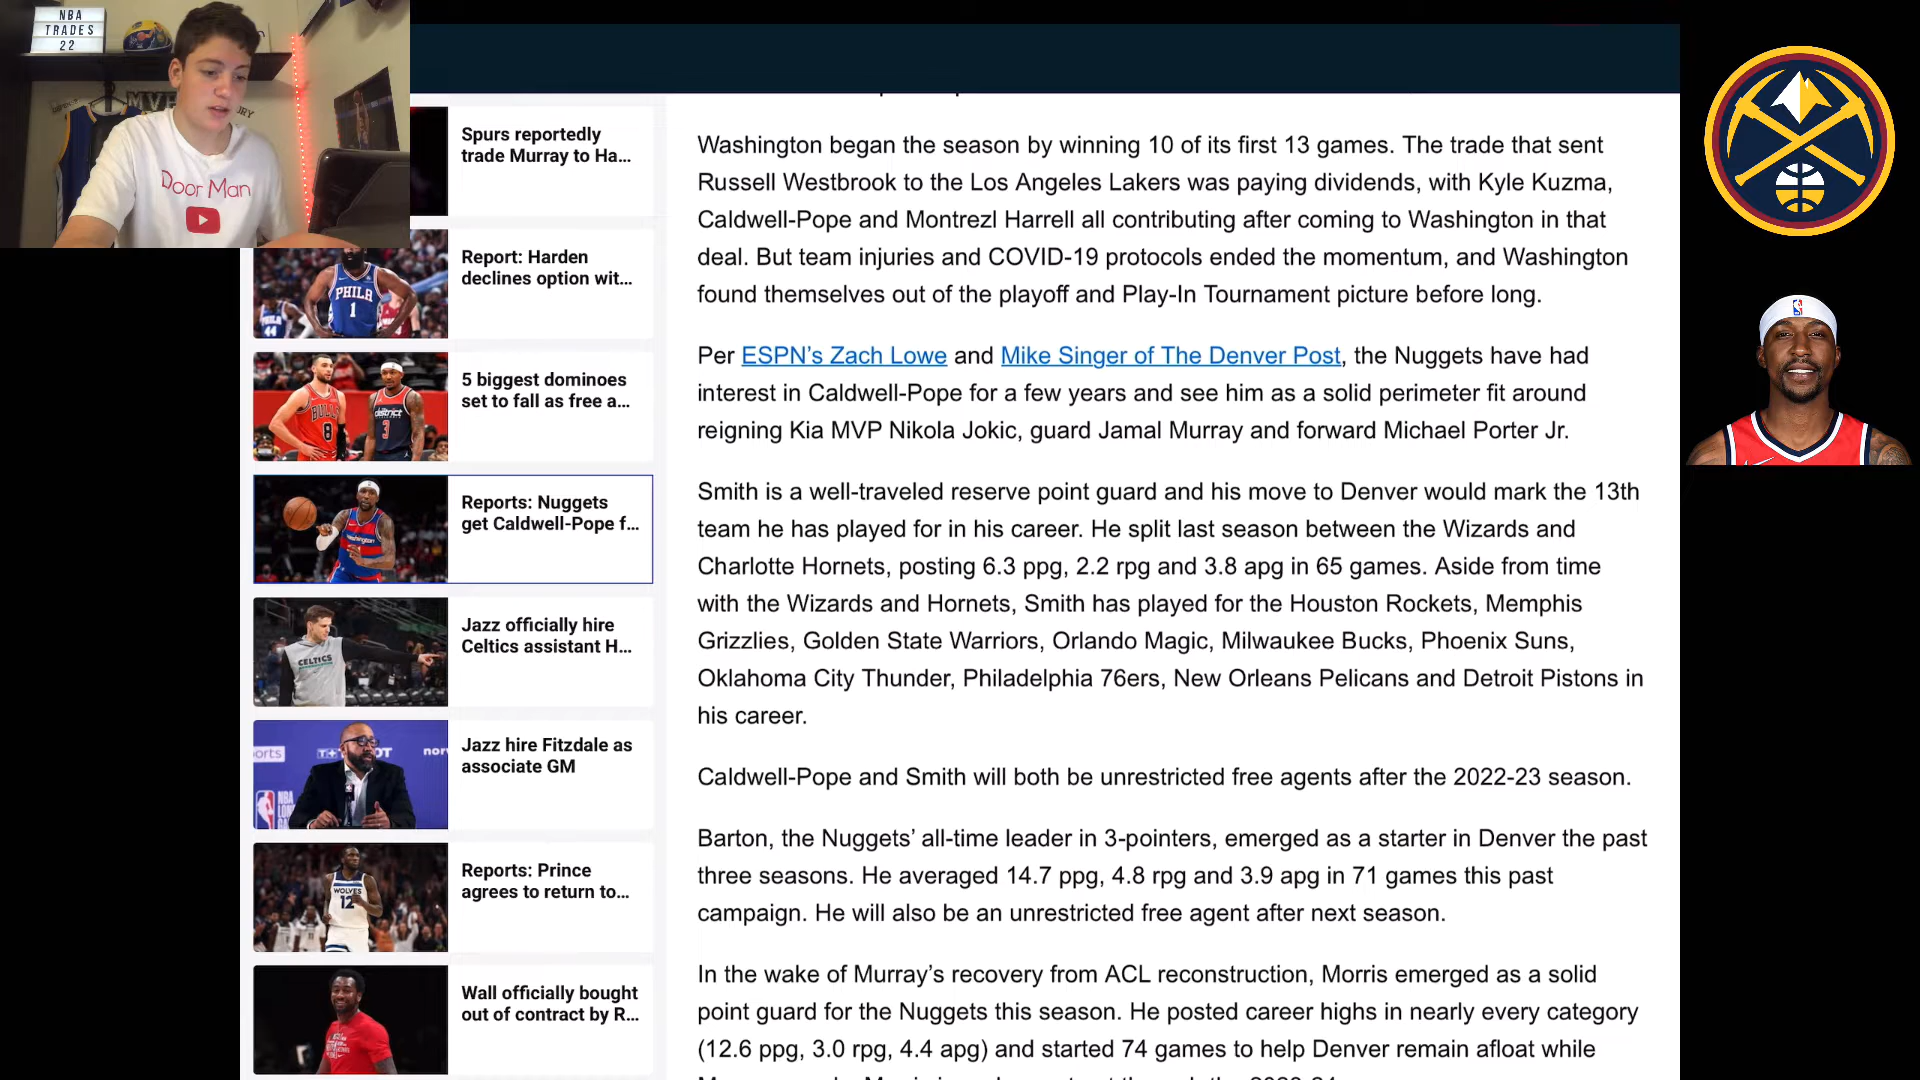 NBA
TRADES
22
MVP
RY
Door Man
Spurs reportedly
trade Murray to Ha...
Report: Harden
declines option wit...
PHILA
1
44
5 biggest dominoes
set to fall as free a...
BULLS
8
district
3
Reports: Nuggets
get Caldwell-Pope f...
Washington
Jazz officially hire
Celtics assistant H...
CELTICS
Jazz hire Fitzdale as
associate GM
orts
nor
NBA
LON
Reports: Prince
agrees to return to...
WOLVES
12
Wall officially bought
out of contract by R...
Washington began the season by winning 10 of its first 13 games. The trade that sent
Russell Westbrook to the Los Angeles Lakers was paying dividends, with Kyle Kuzma,
Caldwell-Pope and Montrezl Harrell all contributing after coming to Washington in that
deal. But team injuries and COVID-19 protocols ended the momentum, and Washington
found themselves out of the playoff and Play-In Tournament picture before long.
Per ESPN’s Zach Lowe and Mike Singer of The Denver Post, the Nuggets have had
interest in Caldwell-Pope for a few years and see him as a solid perimeter fit around
reigning Kia MVP Nikola Jokic, guard Jamal Murray and forward Michael Porter Jr.
Smith is a well-traveled reserve point guard and his move to Denver would mark the 13th
team he has played for in his career. He split last season between the Wizards and
Charlotte Hornets, posting 6.3 ppg, 2.2 rpg and 3.8 apg in 65 games. Aside from time
with the Wizards and Hornets, Smith has played for the Houston Rockets, Memphis
Grizzlies, Golden State Warriors, Orlando Magic, Milwaukee Bucks, Phoenix Suns,
Oklahoma City Thunder, Philadelphia 76ers, New Orleans Pelicans and Detroit Pistons in
his career.
Caldwell-Pope and Smith will both be unrestricted free agents after the 2022-23 season.
Barton, the Nuggets’ all-time leader in 3-pointers, emerged as a starter in Denver the past
three seasons. He averaged 14.7 ppg, 4.8 rpg and 3.9 apg in 71 games this past
campaign. He will also be an unrestricted free agent after next season.
In the wake of Murray’s recovery from ACL reconstruction, Morris emerged as a solid
point guard for the Nuggets this season. He posted career highs in nearly every category
(12.6 ppg, 3.0 rpg, 4.4 apg) and started 74 games to help Denver remain afloat while